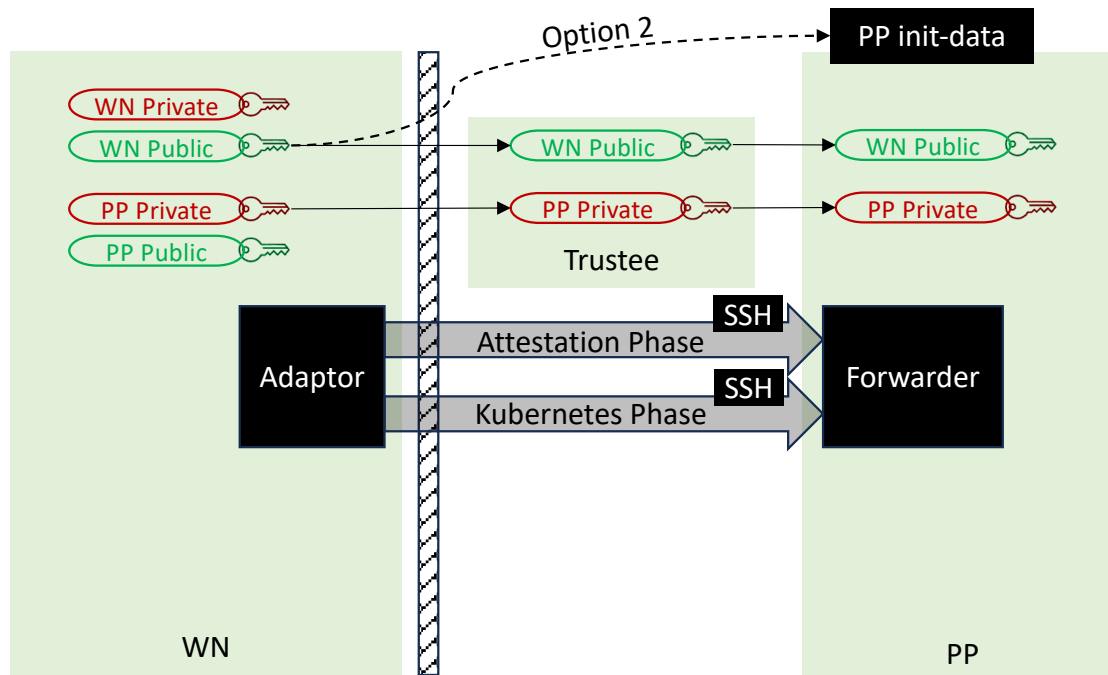 Option 2
PP init-data
WN Private
WN Public
WN Public
WN Public
PP Private
PP Private
PP Private
PP Public
Trustee
SSH
Attestation Phase
Adaptor
SSH
Forwarder
Kubernetes Phase
WN
PP